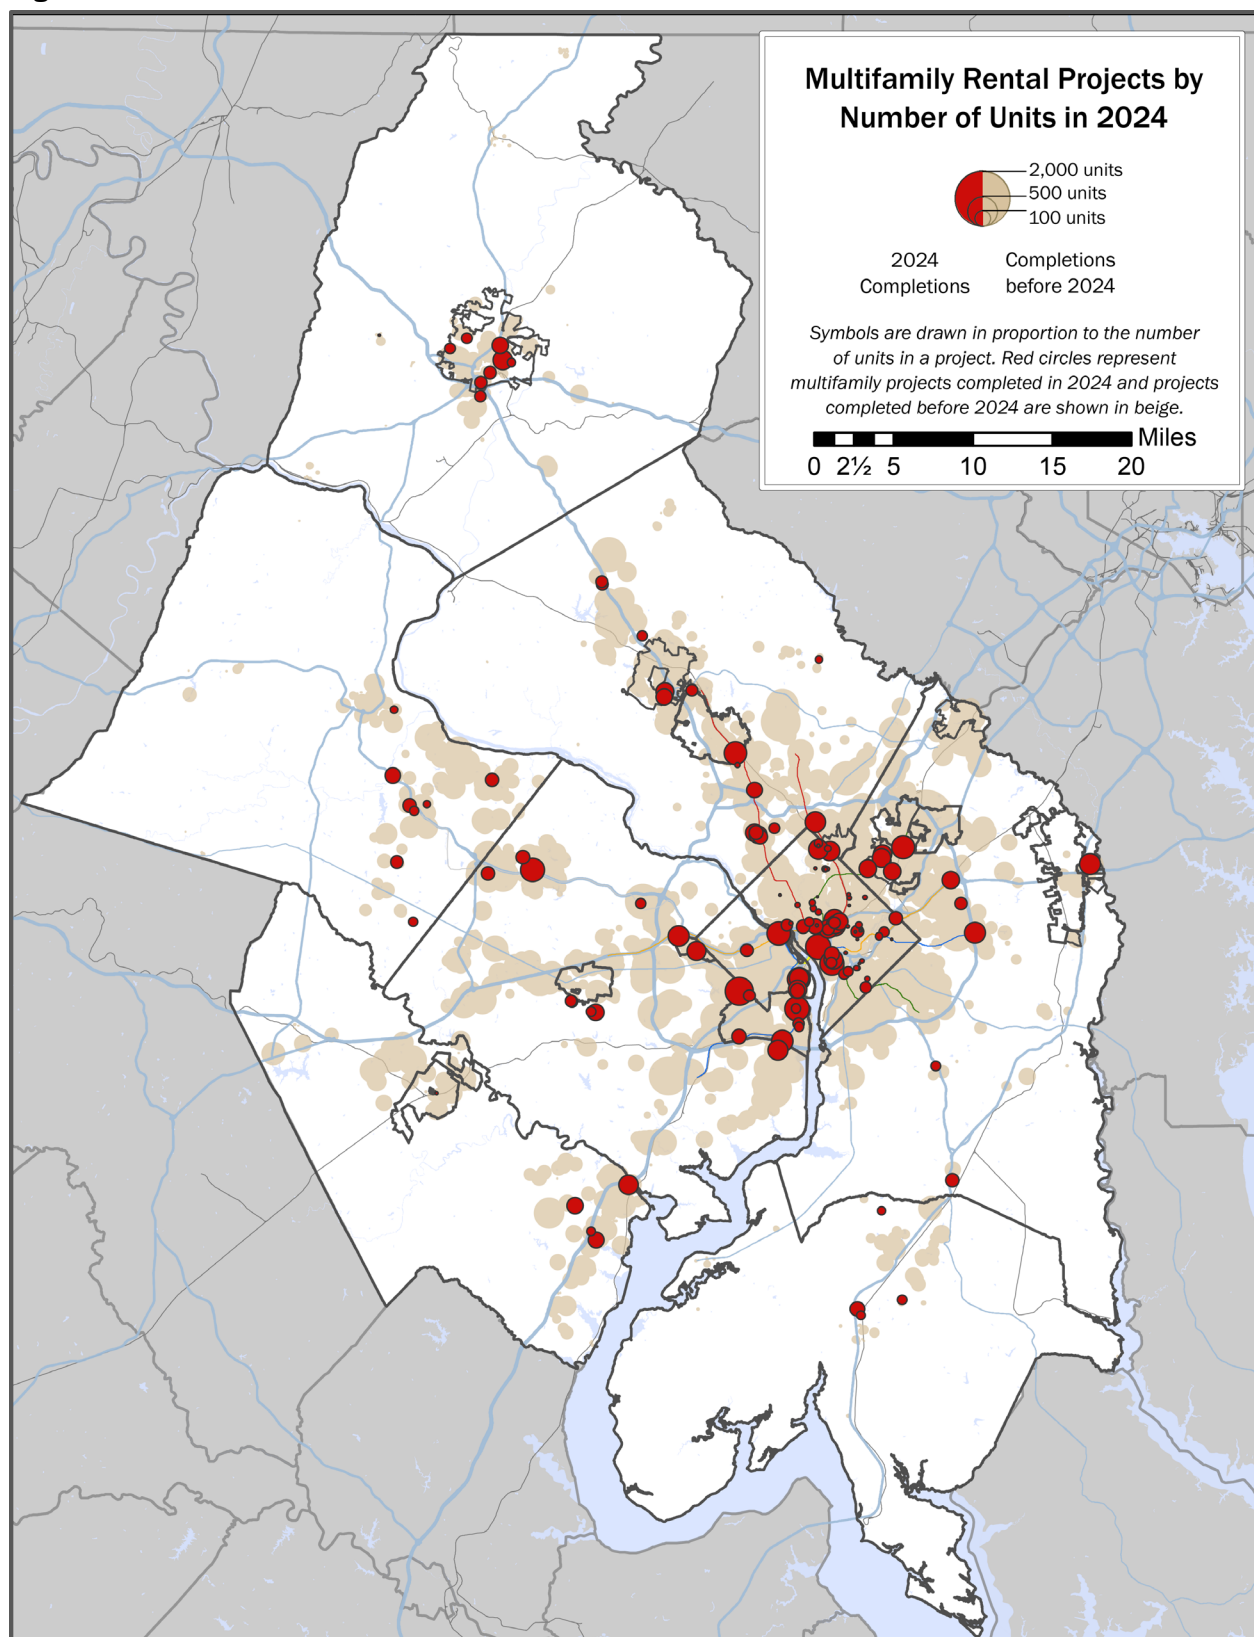 Multifamily Rental Projects by
Number of Units in 2024
2,000 units
500 units
100 units
2024
Completions
Completions
before 2024
Symbols are drawn in proportion to the number
of units in a project. Red circles represent
multifamily projects completed in 2024 and projects
completed before 2024 are shown in beige.
Miles
0 2½ 5 10 15 20